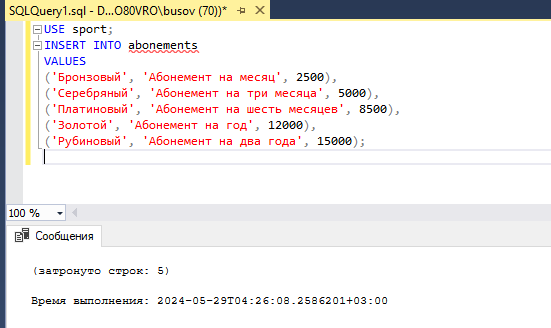 SQLQuery1.sql - D...O80VRO\busov (70))*
USE sport;
INSERT INTO abonements
VALUES
('Бронзовый', 'Абонемент на месяц', 2500),
('Серебряный', 'Абонемент на три месяца', 5000),
('Платиновый', 'Абонемент на шесть месяцев', 8500),
('Золотой', 'Абонемент на год', 12000),
('Рубиновый', 'Абонемент на два года', 15000);
100 %
Сообщения
(затронуто строк: 5)
Время выполнения: 2024-05-29T04:26:08.2586201+03:00